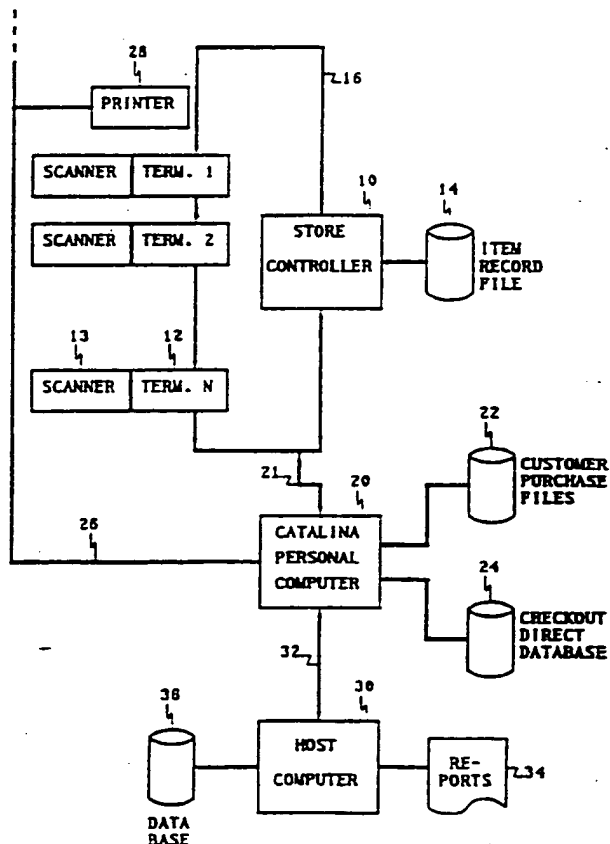 28
PRINTER
16
SCANNER TERM. 1
SCANNER TERM. 2
10
STORE
CONTROLLER
14
ITEM
RECORD
FILE
13
12
SCANNER TERM. N
21
20
CATALINA
PERSONAL
COMPUTER
22
CUSTOMER
PURCHASE
FILES
26
24
CHECKOUT
DIRECT
DATABASE
32
36
DATA
BASE
30
HOST
COMPUTER
RE-
PORTS
34